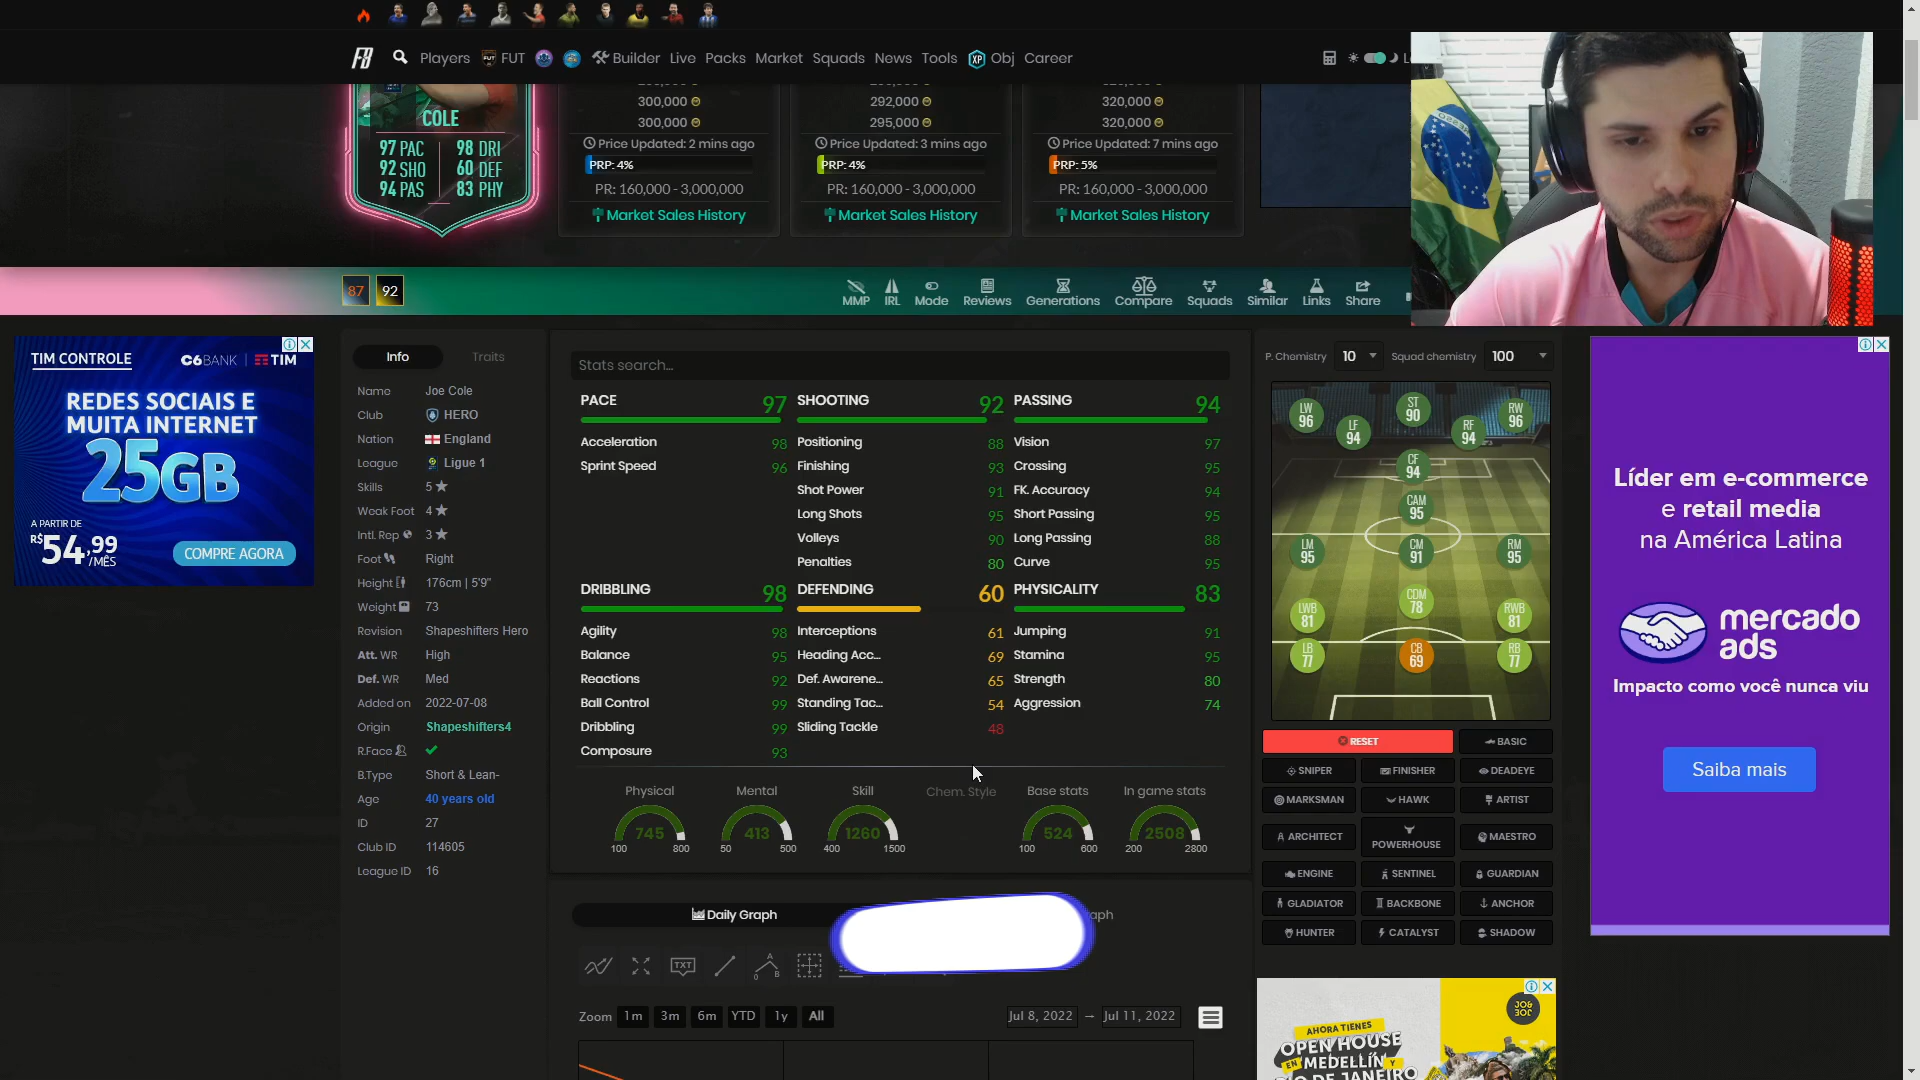 Players FUT Builder Live Packs Market Squads News Tools XP Obj Career
COLE
97 PAC 98 DRI
92 SHO 60 DEF
94 PAS 83 PHY
300,000
300,000
Price Updated: 2 mins ago
PRP: 4%
PR: 160,000 - 3,000,000
Market Sales History
292,000
295,000
Price Updated: 3 mins ago
PRP: 4%
PR: 160,000 - 3,000,000
Market Sales History
320,000
320,000
Price Updated: 7 mins ago
PRP: 5%
PR: 160,000 - 3,000,000
Market Sales History
87 92
MMP IRL Mode Reviews Generations Compare Squads Similar Links Share
TIM CONTROLE C6BANK TIM
REDES SOCIAIS E
MUITA INTERNET
25GB
A PARTIR DE
R$54,99/MÊS
COMPRE AGORA
Info Traits
Name Joe Cole
Club HERO
Nation England
League Ligue 1
Skills 5
Weak Foot 4
Intl. Rep 3
Foot Right
Height 176cm | 5'9"
Weight 73
Revision Shapeshifters Hero
Att. WR High
Def. WR Med
Added on 2022-07-08
Origin Shapeshifters4
R.Face
B.Type Short & Lean-
Age 40 years old
ID 27
Club ID 114605
League ID 16
Stats search...
PACE 97
Acceleration 98
Sprint Speed 96
SHOOTING 92
Positioning 88
Finishing 93
Shot Power 91
Long Shots 95
Volleys 90
Penalties 80
PASSING 94
Vision 97
Crossing 95
FK. Accuracy 94
Short Passing 95
Long Passing 88
Curve 95
DRIBBLING 98
Agility 98
Balance 95
Reactions 92
Ball Control 99
Dribbling 99
Composure 93
DEFENDING 60
Interceptions 61
Heading Acc... 69
Def. Awarene... 65
Standing Tac... 54
Sliding Tackle 48
PHYSICALITY 83
Jumping 91
Stamina 95
Strength 80
Aggression 74
Physical Mental Skill Chem. Style Base stats In game stats
745 413 1260 524 2508
100 800 50 500 400 1500 100 600 200 2800
Daily Graph
aph
TXT
A
0 B
Zoom 1m 3m 6m YTD 1y All
Jul 8, 2022 → Jul 11, 2022
P. Chemistry 10 Squad chemistry 100
LW 96
ST 90
RW 96
LF 94
RF 94
CF 94
CAM 95
LM 95
CM 91
RM 95
LWB 81
CDM 78
RWB 81
LB 77
CB 69
RB 77
RESET BASIC
SNIPER FINISHER DEADEYE
MARKSMAN HAWK ARTIST
ARCHITECT POWERHOUSE MAESTRO
ENGINE SENTINEL GUARDIAN
GLADIATOR BACKBONE ANCHOR
HUNTER CATALYST SHADOW
Líder em e-commerce
e retail media
na América Latina
mercado
ads
Impacto como você nunca viu
Saiba mais
AHORA TIENES
OPEN HOUSE
EN MEDELLÍN Y
RIO DE JANEIRO